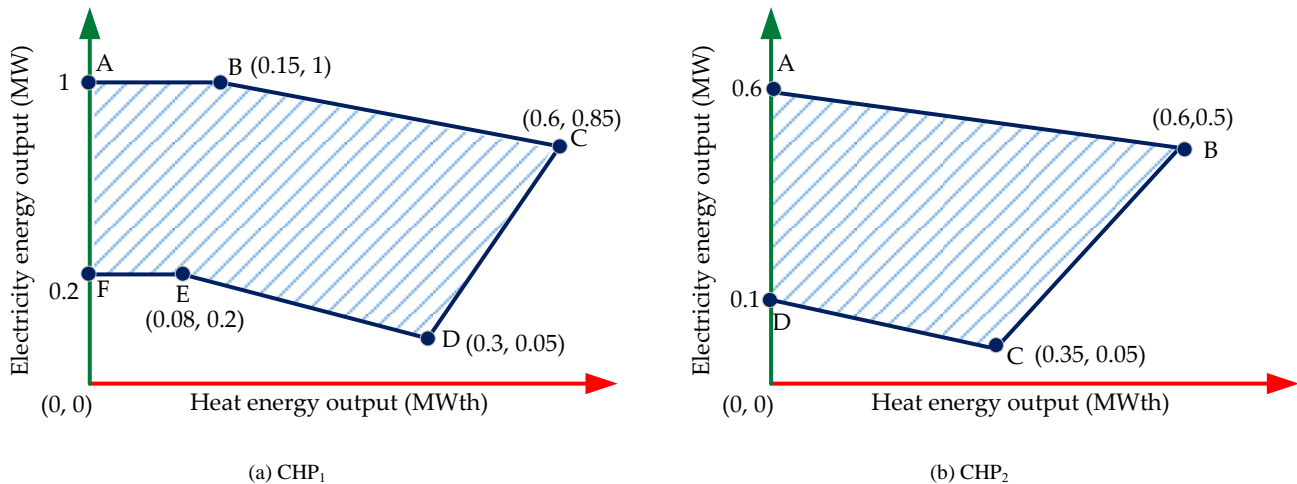 Electricity energy output (MW)
A
1
B (0.15, 1)
(0.6, 0.85)
C
F
0.2
E
(0.08, 0.2)
D (0.3, 0.05)
(0, 0)
Heat energy output (MWth)
(a) CHP₁
Electricity energy output (MW)
A
0.6
(0.6,0.5)
B
0.1
D
C (0.35, 0.05)
(0, 0)
Heat energy output (MWth)
(b) CHP₂